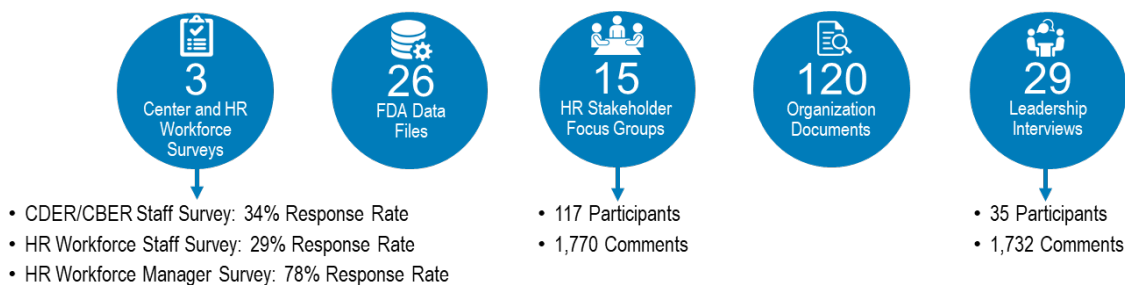 3
Center and HR
Workforce
Surveys
26
FDA Data
Files
15
HR Stakeholder
Focus Groups
120
Organization
Documents
29
Leadership
Interviews
• CDER/CBER Staff Survey: 34% Response Rate
• HR Workforce Staff Survey: 29% Response Rate
• HR Workforce Manager Survey: 78% Response Rate
• 117 Participants
• 1,770 Comments
• 35 Participants
• 1,732 Comments